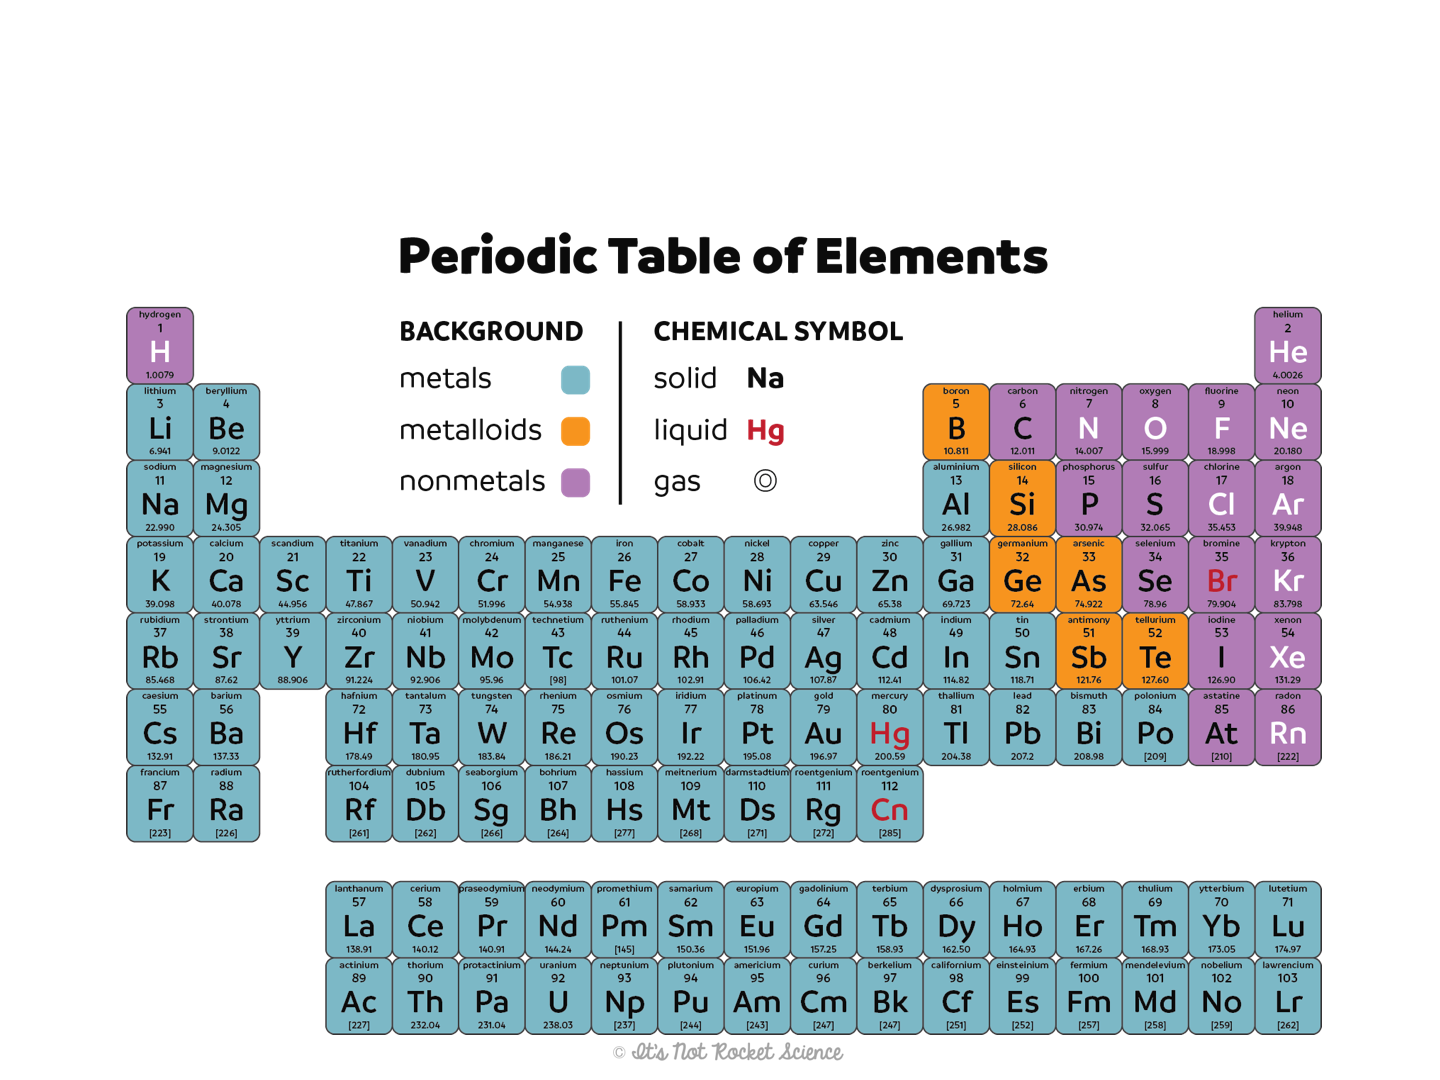 Periodic Table of Elements
BACKGROUND
metals
metalloids
nonmetals
CHEMICAL SYMBOL
solid Na
liquid Hg
gas O
hydrogen helium
1 2
H He
1.0079 4.0026
lithium beryllium boron carbon nitrogen oxygen fluorine neon
3 4 5 6 7 8 9 10
Li Be B C N O F Ne
6.941 9.0122 10.811 12.011 14.007 15.999 18.998 20.180
sodium magnesium aluminium silicon phosphorus sulfur chlorine argon
11 12 13 14 15 16 17 18
Na Mg Al Si P S Cl Ar
22.990 24.305 26.982 28.086 30.974 32.065 35.453 39.948
potassium calcium scandium titanium vanadium chromium manganese iron cobalt nickel copper zinc gallium germanium arsenic selenium bromine krypton
19 20 21 22 23 24 25 26 27 28 29 30 31 32 33 34 35 36
K Ca Sc Ti V Cr Mn Fe Co Ni Cu Zn Ga Ge As Se Br Kr
39.098 40.078 44.956 47.867 50.942 51.996 54.938 55.845 58.933 58.693 63.546 65.38 69.723 72.64 74.922 78.96 79.904 83.798
rubidium strontium yttrium zirconium niobium molybdenum technetium ruthenium rhodium palladium silver cadmium indium tin antimony tellurium iodine xenon
37 38 39 40 41 42 43 44 45 46 47 48 49 50 51 52 53 54
Rb Sr Y Zr Nb Mo Tc Ru Rh Pd Ag Cd In Sn Sb Te I Xe
85.468 87.62 88.906 91.224 92.906 95.96 [98] 101.07 102.91 106.42 107.87 112.41 114.82 118.71 121.76 127.60 126.90 131.29
caesium barium hafnium tantalum tungsten rhenium osmium iridium platinum gold mercury thallium lead bismuth polonium astatine radon
55 56 72 73 74 75 76 77 78 79 80 81 82 83 84 85 86
Cs Ba Hf Ta W Re Os Ir Pt Au Hg Tl Pb Bi Po At Rn
132.91 137.33 178.49 180.95 183.84 186.21 190.23 192.22 195.08 196.97 200.59 204.38 207.2 208.98 [209] [210] [222]
francium radium rutherfordium dubnium seaborgium bohrium hassium meitnerium darmstadtium roentgenium roentgenium
87 88 104 105 106 107 108 109 110 111 112
Fr Ra Rf Db Sg Bh Hs Mt Ds Rg Cn
[223] [226] [261] [262] [266] [264] [277] [268] [271] [272] [285]
lanthanum cerium praseodymium neodymium promethium samarium europium gadolinium terbium dysprosium holmium erbium thulium ytterbium lutetium
57 58 59 60 61 62 63 64 65 66 67 68 69 70 71
La Ce Pr Nd Pm Sm Eu Gd Tb Dy Ho Er Tm Yb Lu
138.91 140.12 140.91 144.24 [145] 150.36 151.96 157.25 158.93 162.50 164.93 167.26 168.93 173.05 174.97
actinium thorium protactinium uranium neptunium plutonium americium curium berkelium californium einsteinium fermium mendelevium nobelium lawrencium
89 90 91 92 93 94 95 96 97 98 99 100 101 102 103
Ac Th Pa U Np Pu Am Cm Bk Cf Es Fm Md No Lr
[227] 232.04 231.04 238.03 [237] [244] [243] [247] [247] [251] [252] [257] [258] [259] [262]
© It's Not Rocket Science